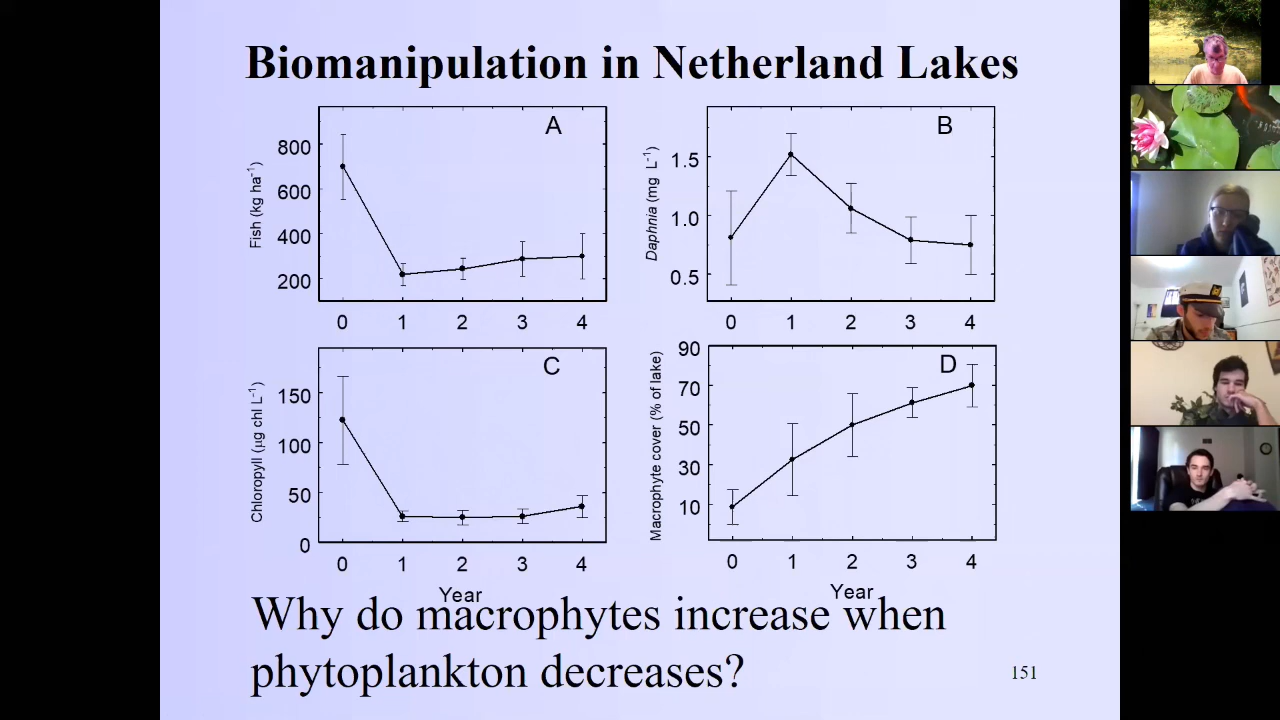 Biomanipulation in Netherland Lakes
A
Fish (kg ha⁻¹)
800
600
400
200
0 1 2 3 4
B
Daphnia (mg L⁻¹)
1.5
1.0
0.5
0 1 2 3 4
C
Chloropyll (µg chl L⁻¹)
150
100
50
0
0 1 2 3 4
Year
D
Macrophyte cover (% of lake)
90
70
50
30
10
0 1 2 3 4
Year
Why do macrophytes increase when
phytoplankton decreases?
151